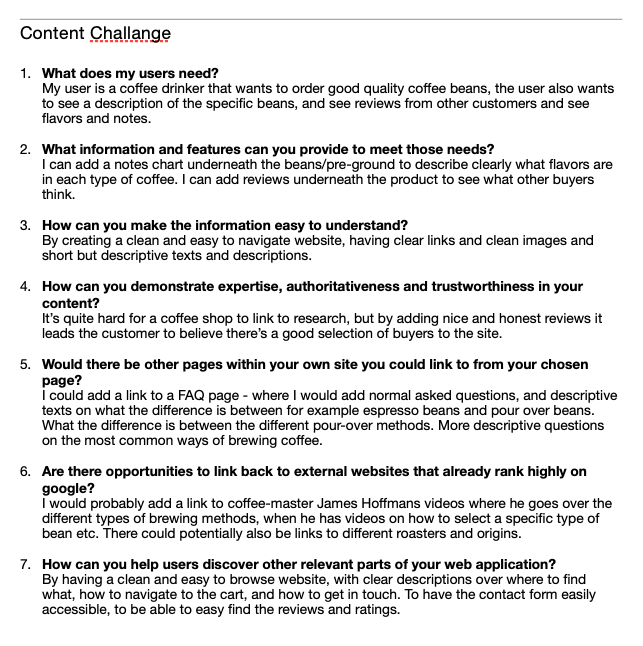 Content Challange
1. What does my users need?
My user is a coffee drinker that wants to order good quality coffee beans, the user also wants
to see a description of the specific beans, and see reviews from other customers and see
flavors and notes.
2. What information and features can you provide to meet those needs?
I can add a notes chart underneath the beans/pre-ground to describe clearly what flavors are
in each type of coffee. I can add reviews underneath the product to see what other buyers
think.
3. How can you make the information easy to understand?
By creating a clean and easy to navigate website, having clear links and clean images and
short but descriptive texts and descriptions.
4. How can you demonstrate expertise, authoritativeness and trustworthiness in your
content?
It's quite hard for a coffee shop to link to research, but by adding nice and honest reviews it
leads the customer to believe there's a good selection of buyers to the site.
5. Would there be other pages within your own site you could link to from your chosen
page?
I could add a link to a FAQ page - where I would add normal asked questions, and descriptive
texts on what the difference is between for example espresso beans and pour over beans.
What the difference is between the different pour-over methods. More descriptive questions
on the most common ways of brewing coffee.
6. Are there opportunities to link back to external websites that already rank highly on
google?
I would probably add a link to coffee-master James Hoffmans videos where he goes over the
different types of brewing methods, when he has videos on how to select a specific type of
bean etc. There could potentially also be links to different roasters and origins.
7. How can you help users discover other relevant parts of your web application?
By having a clean and easy to browse website, with clear descriptions over where to find
what, how to navigate to the cart, and how to get in touch. To have the contact form easily
accessible, to be able to easy find the reviews and ratings.